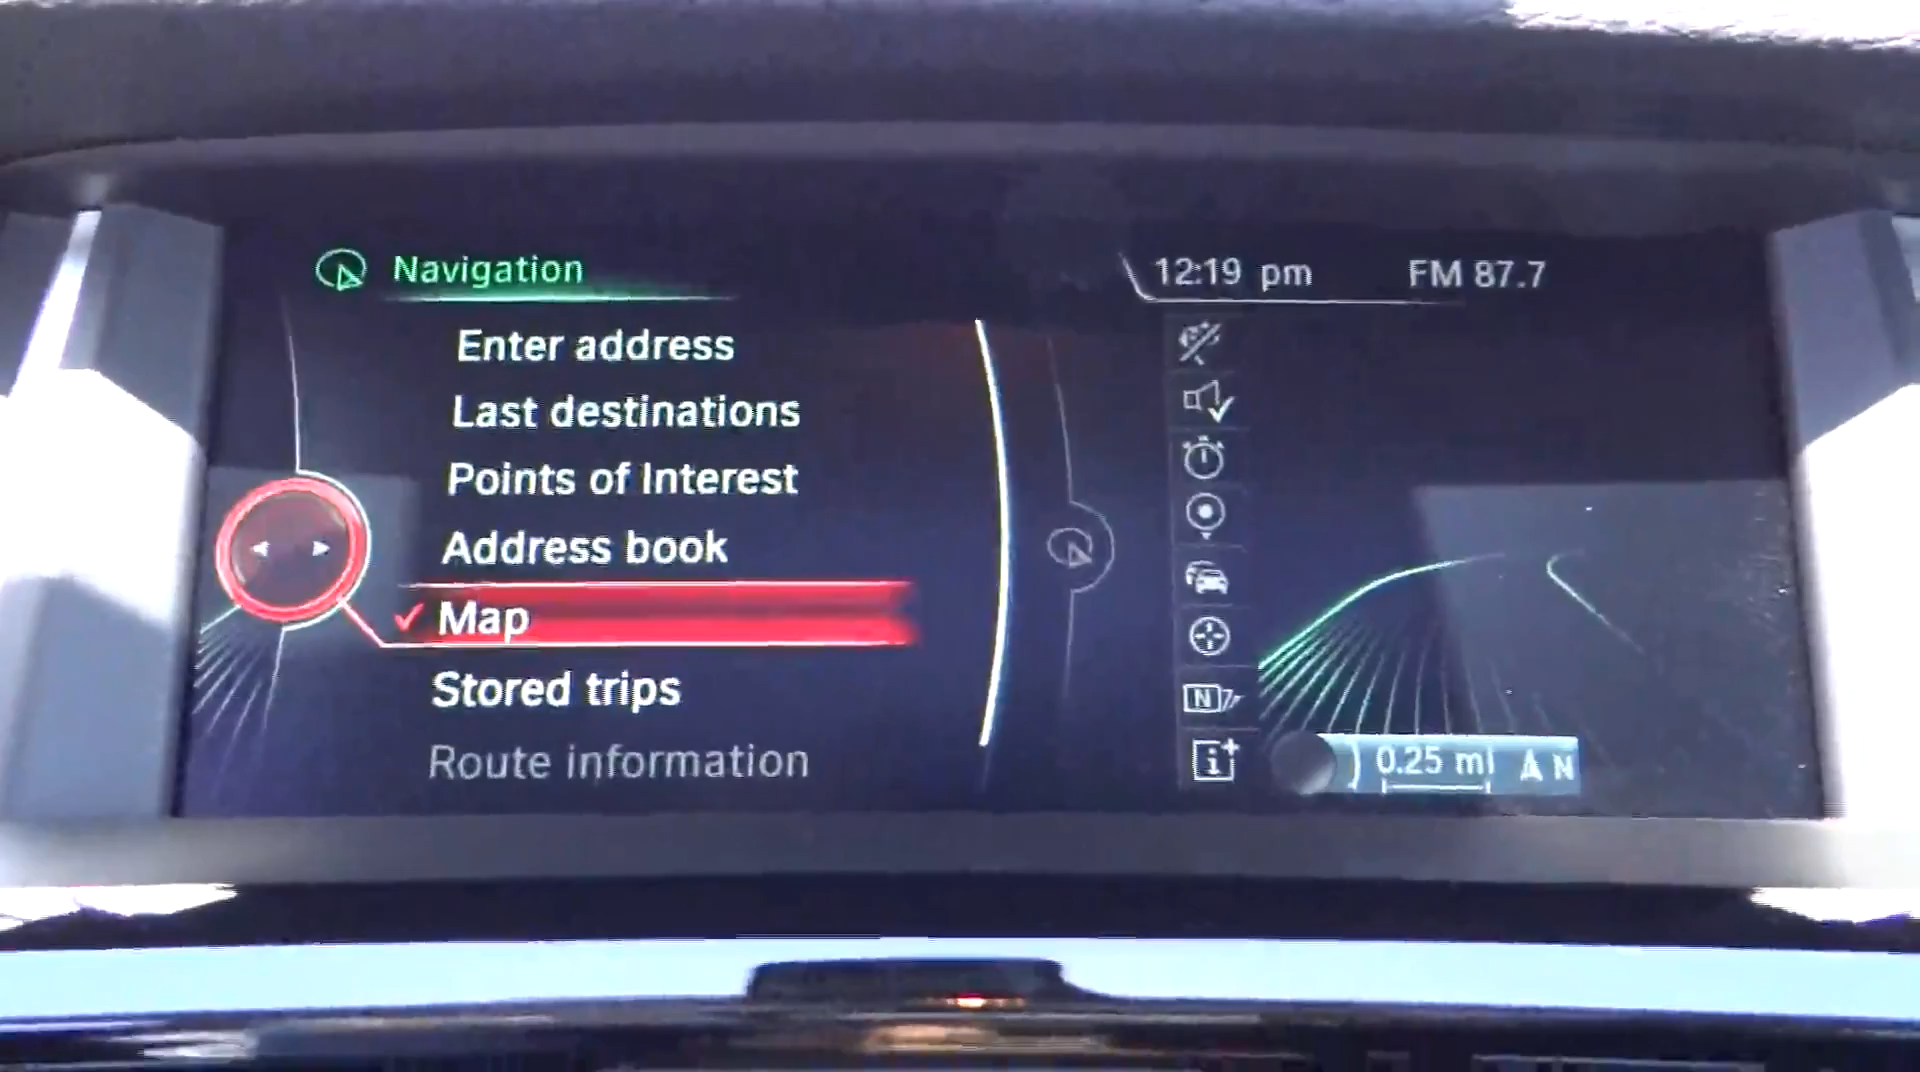 Navigation
12:19 pm FM 87.7
Enter address
Last destinations
Points of Interest
Address book
Map
Stored trips
Route information
N
i+
0.25 mi N